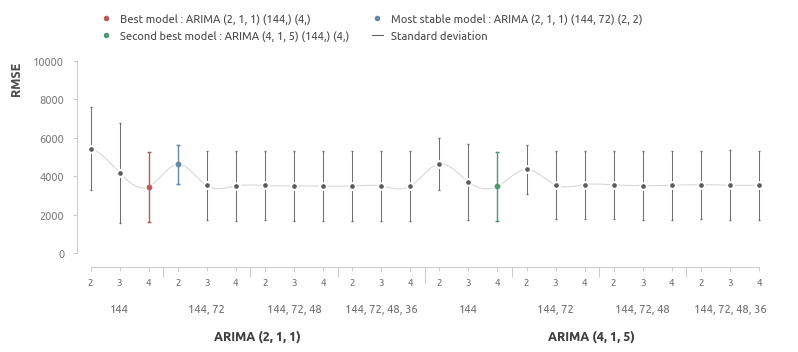 Best model : ARIMA (2, 1, 1) (144,) (4,)
Most stable model : ARIMA (2, 1, 1) (144, 72) (2, 2)
Second best model : ARIMA (4, 1, 5) (144,) (4,)
Standard deviation
RMSE
10000
8000
6000
4000
2000
0
2 3 4 2 3 4 2 3 4 2 3 4 2 3 4 2 3 4 2 3 4 2 3 4
144 144, 72 144, 72, 48 144, 72, 48, 36 144 144, 72 144, 72, 48 144, 72, 48, 36
ARIMA (2, 1, 1) ARIMA (4, 1, 5)